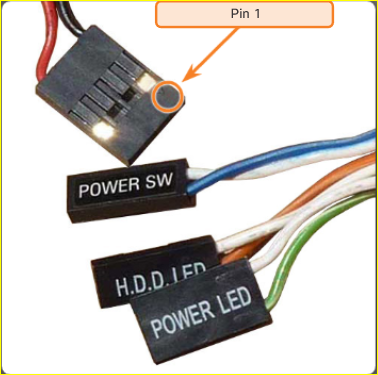 Pin 1
POWER SW
H.D.D. LED
POWER LED